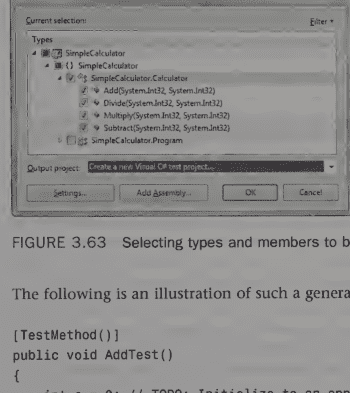 Current selection: Filter
Types
SimpleCalculator
{} SimpleCalculator
SimpleCalculator.Calculator
Add(System.Int32, System.Int32)
Divide(System.Int32, System.Int32)
Multiply(System.Int32, System.Int32)
Subtract(System.Int32, System.Int32)
SimpleCalculator.Program
Output project: Create a new Visual C# test project...
Settings... Add Assembly... OK Cancel
FIGURE 3.63 Selecting types and members to b
The following is an illustration of such a genera
[TestMethod()]
public void AddTest()
{